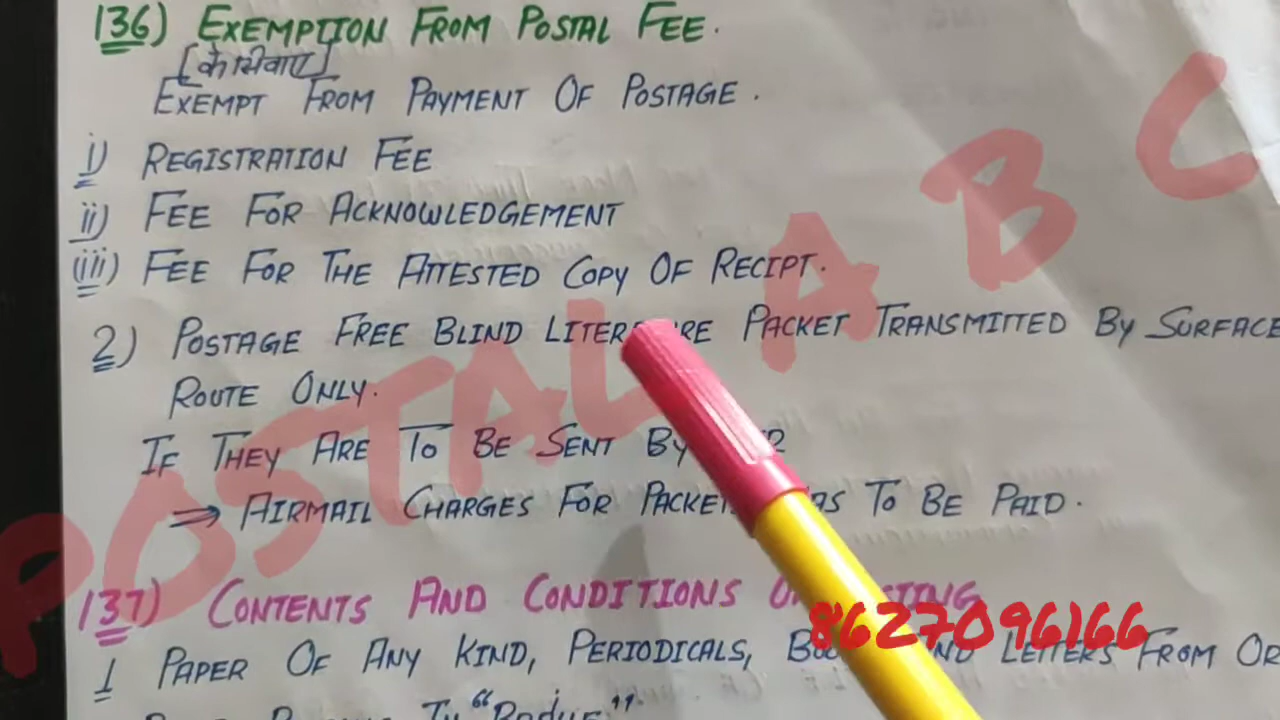 136) EXEMPTION FROM POSTAL FEE.
[के सिवाए]
EXEMPT FROM PAYMENT OF POSTAGE.
i) REGISTRATION FEE
ii) FEE FOR ACKNOWLEDGEMENT
(iii) FEE FOR THE ATTESTED COPY OF RECIPT.
2) POSTAGE FREE BLIND PACKET TRANSMITTED BY SURFACE
ROUTE ONLY.
IF THEY ARE TO BE SENT BY
⇒ AIRMAIL CHARGES FOR TO BE PAID.
137) CONTENTS AND CONDITIONS
1 PAPER OF ANY KIND, PERIODICALS, LETTERS FROM OR
To "
POSTAL ABC
8627096166